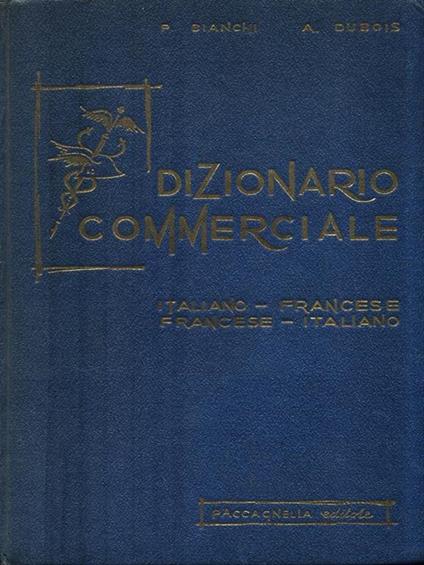 P. BIANCHI A. DUBOIS
DIZIONARIO
COMMERCIALE
ITALIANO - FRANCESE
FRANCESE - ITALIANO
PACCAGNELLA editore